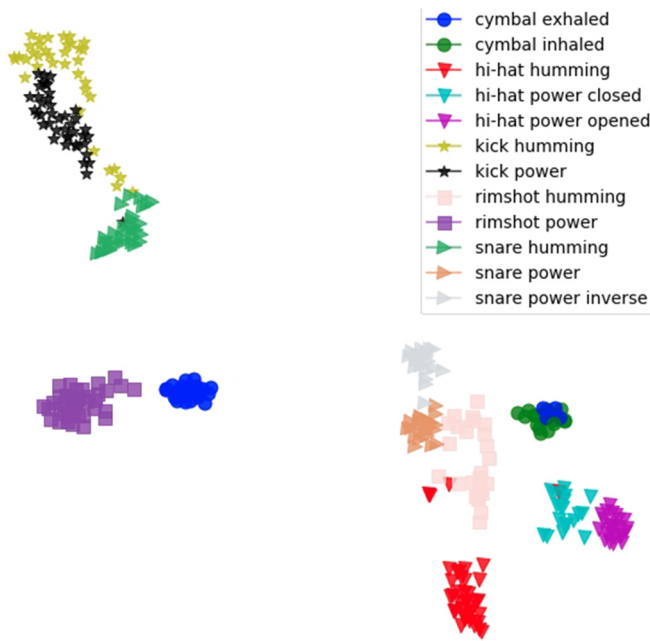 cymbal exhaled
cymbal inhaled
hi-hat humming
hi-hat power closed
hi-hat power opened
kick humming
kick power
rimshot humming
rimshot power
snare humming
snare power
snare power inverse